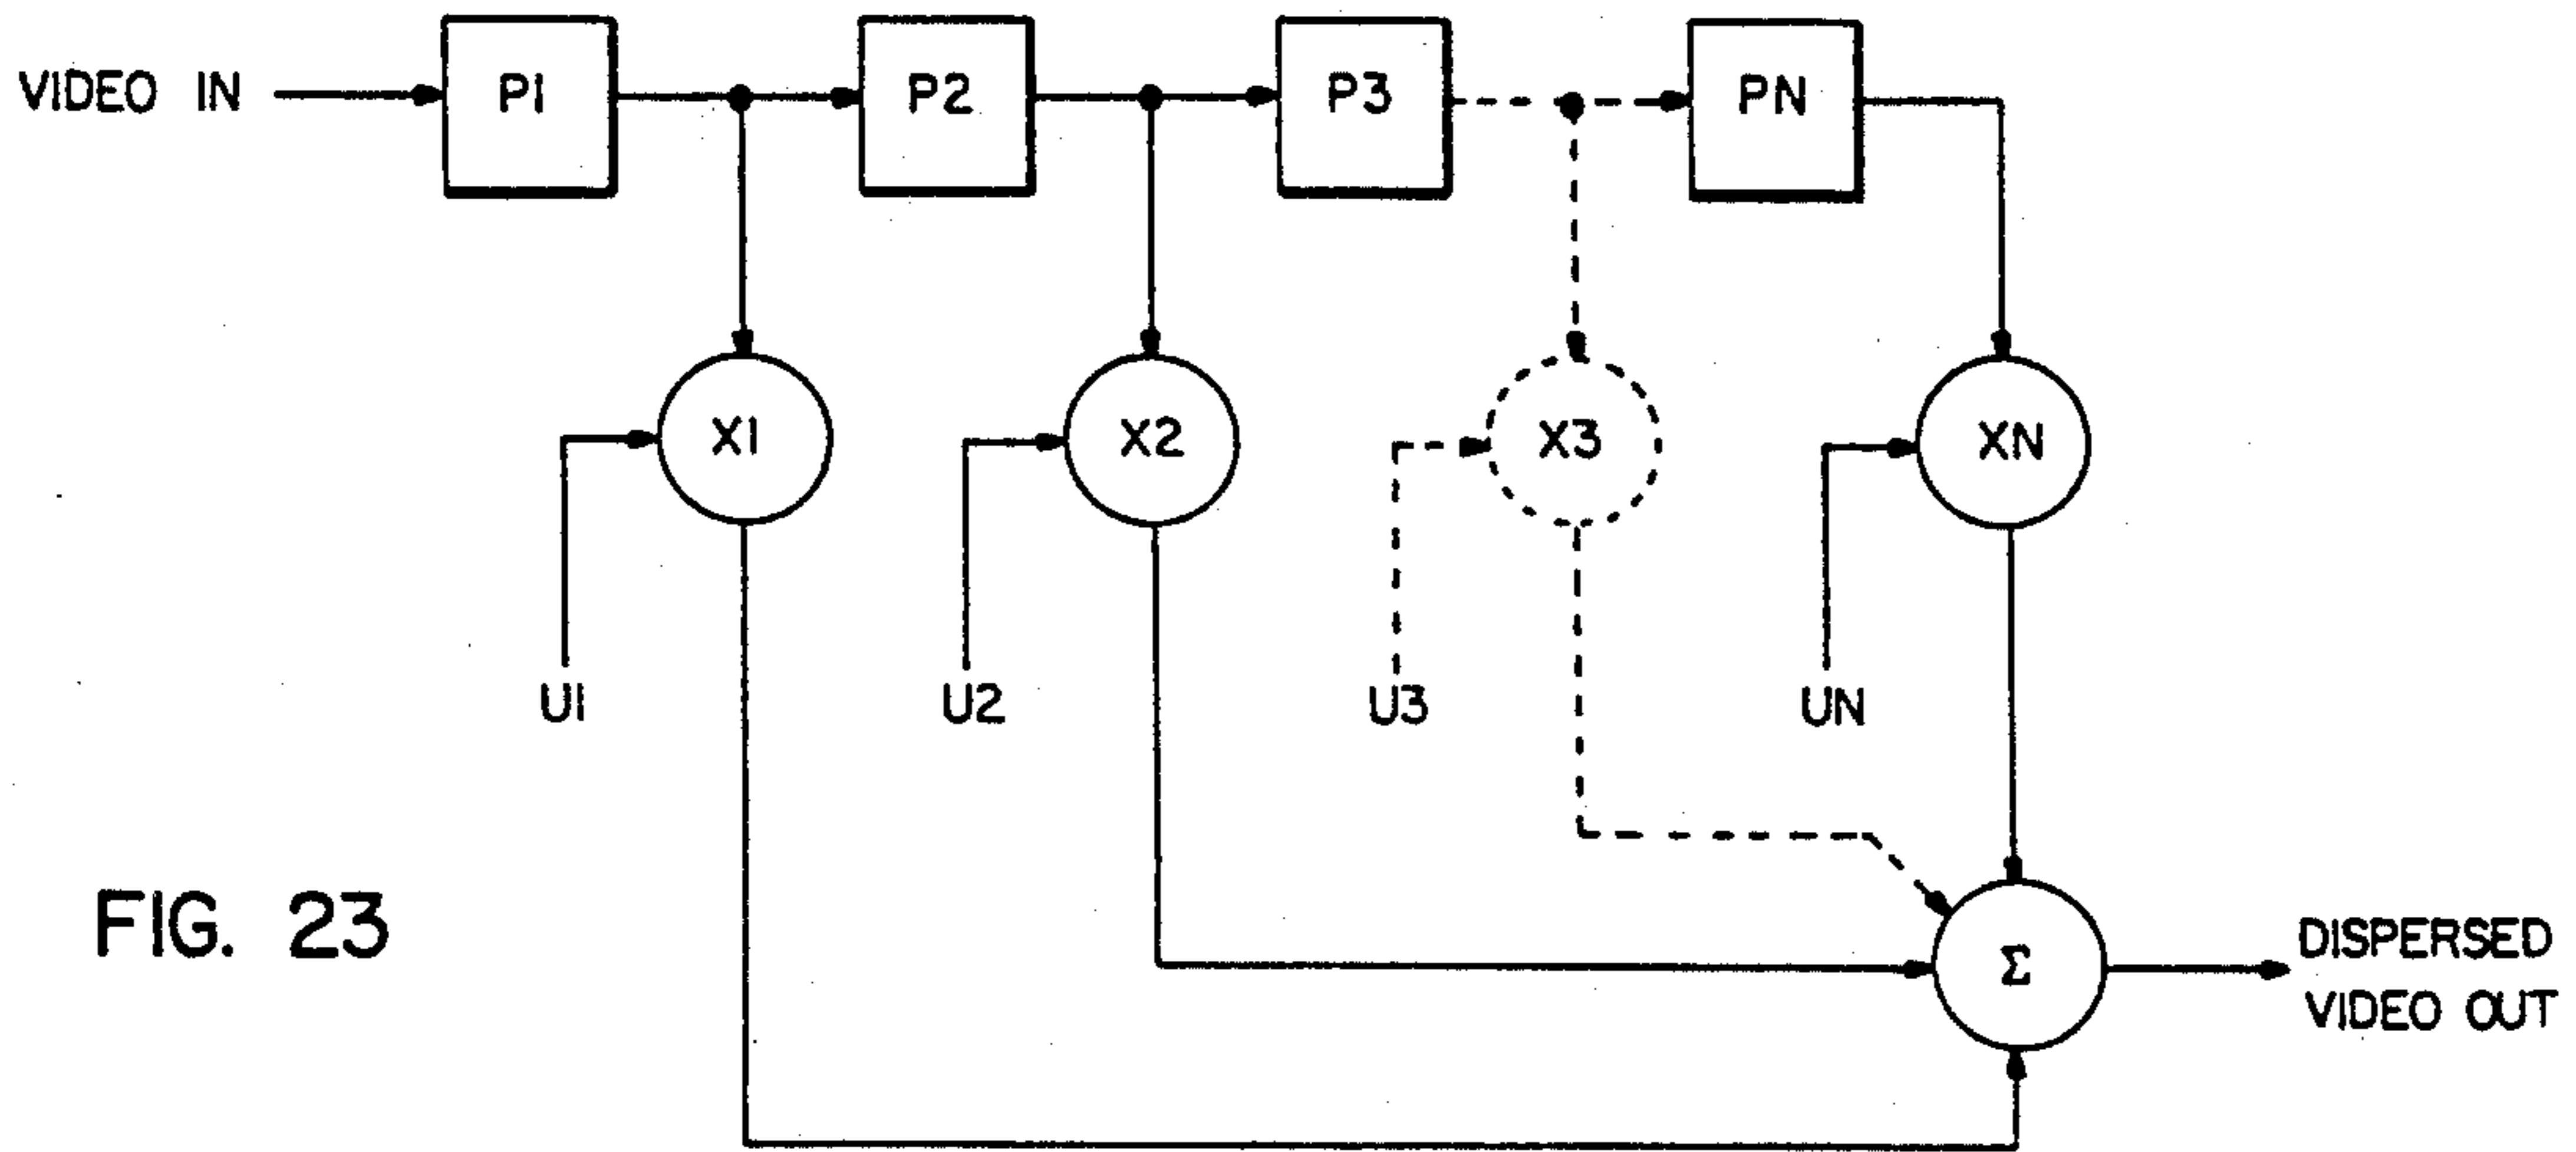 VIDEO IN
P1
P2
P3
PN
X1
X2
X3
XN
U1
U2
U3
UN
FIG. 23
Σ
DISPERSED
VIDEO OUT